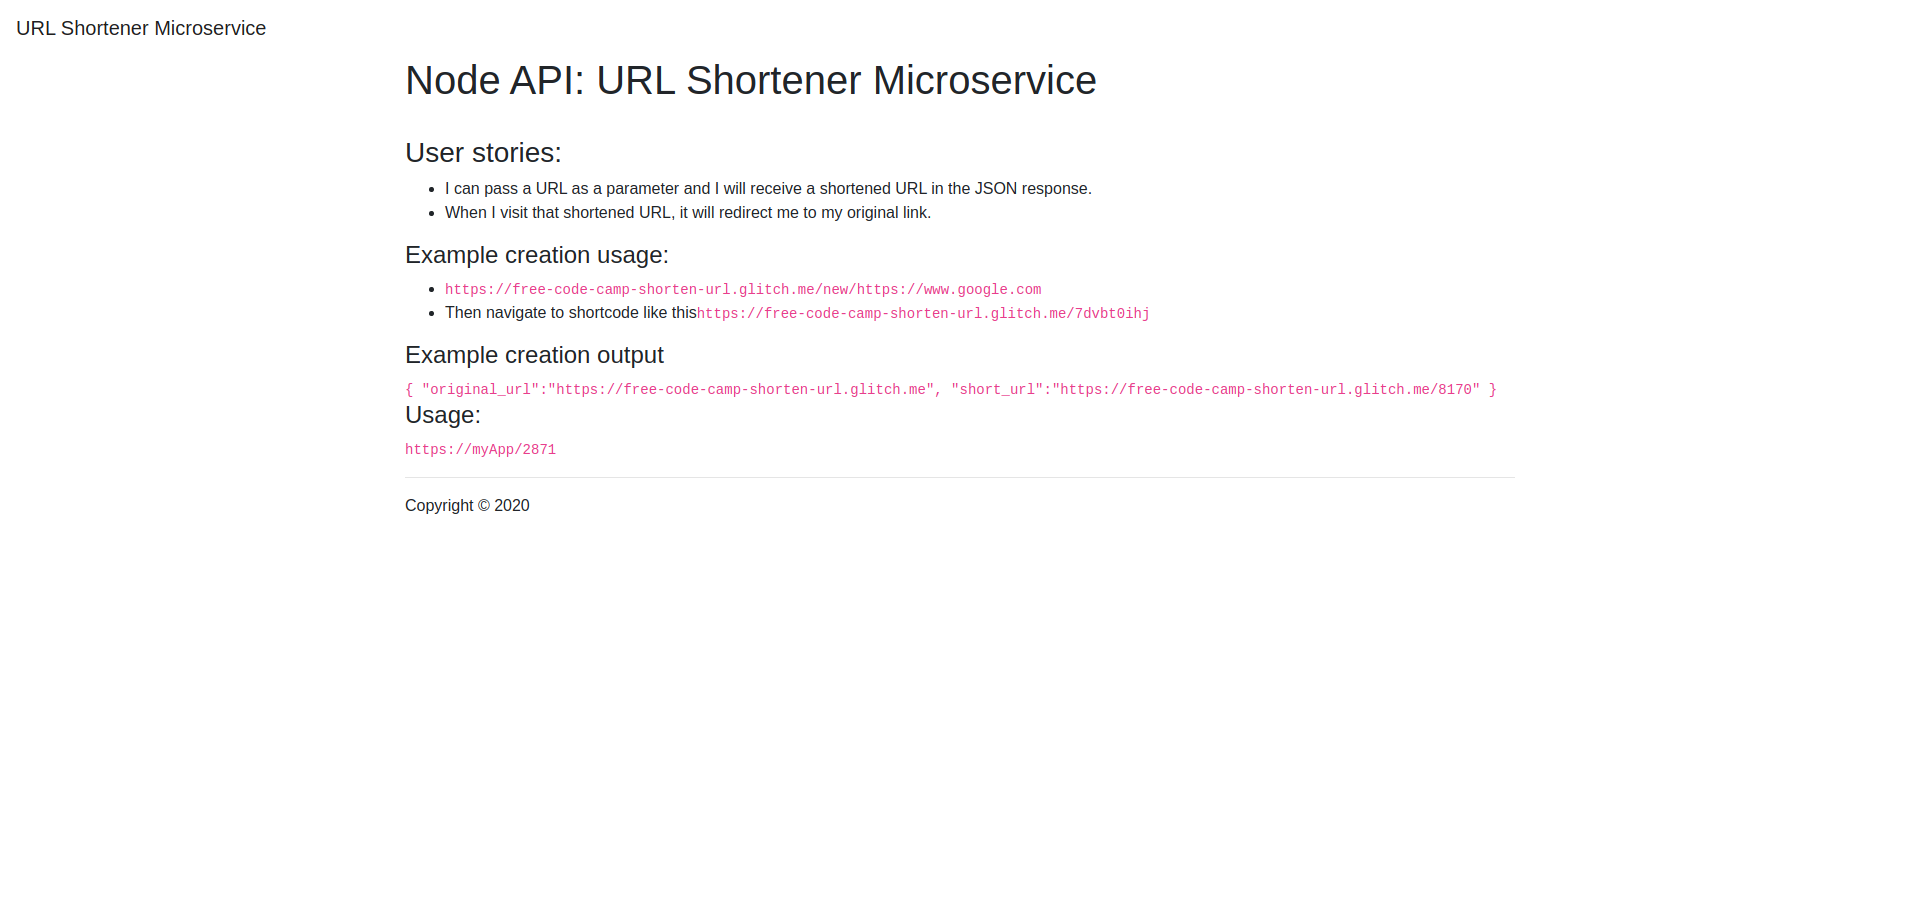 URL Shortener Microservice
Node API: URL Shortener Microservice
User stories:
I can pass a URL as a parameter and I will receive a shortened URL in the JSON response.
When I visit that shortened URL, it will redirect me to my original link.
Example creation usage:
https://free-code-camp-shorten-url.glitch.me/new/https://www.google.com
Then navigate to shortcode like thishttps://free-code-camp-shorten-url.glitch.me/7dvbt0ihj
Example creation output
{ "original_url":"https://free-code-camp-shorten-url.glitch.me", "short_url":"https://free-code-camp-shorten-url.glitch.me/8170" }
Usage:
https://myApp/2871
Copyright © 2020